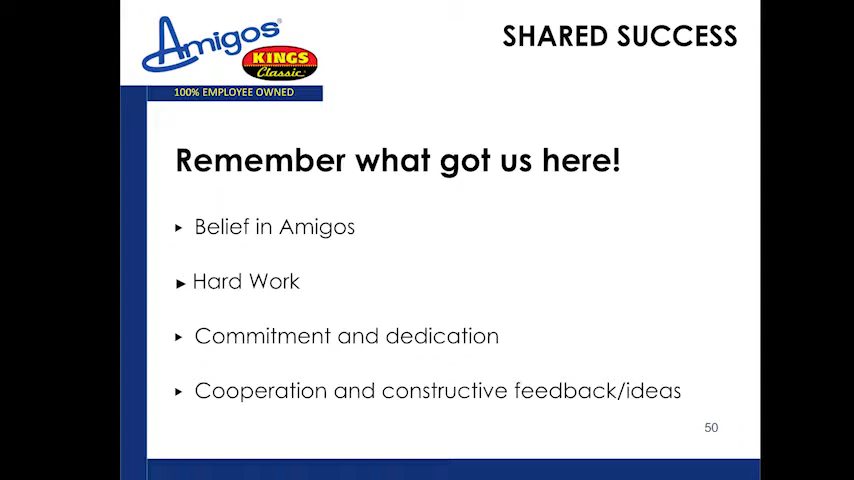 Amigos
KINGS
Classic
100% EMPLOYEE OWNED
SHARED SUCCESS
Remember what got us here!
▸ Belief in Amigos
▸ Hard Work
▸ Commitment and dedication
▸ Cooperation and constructive feedback/ideas
50